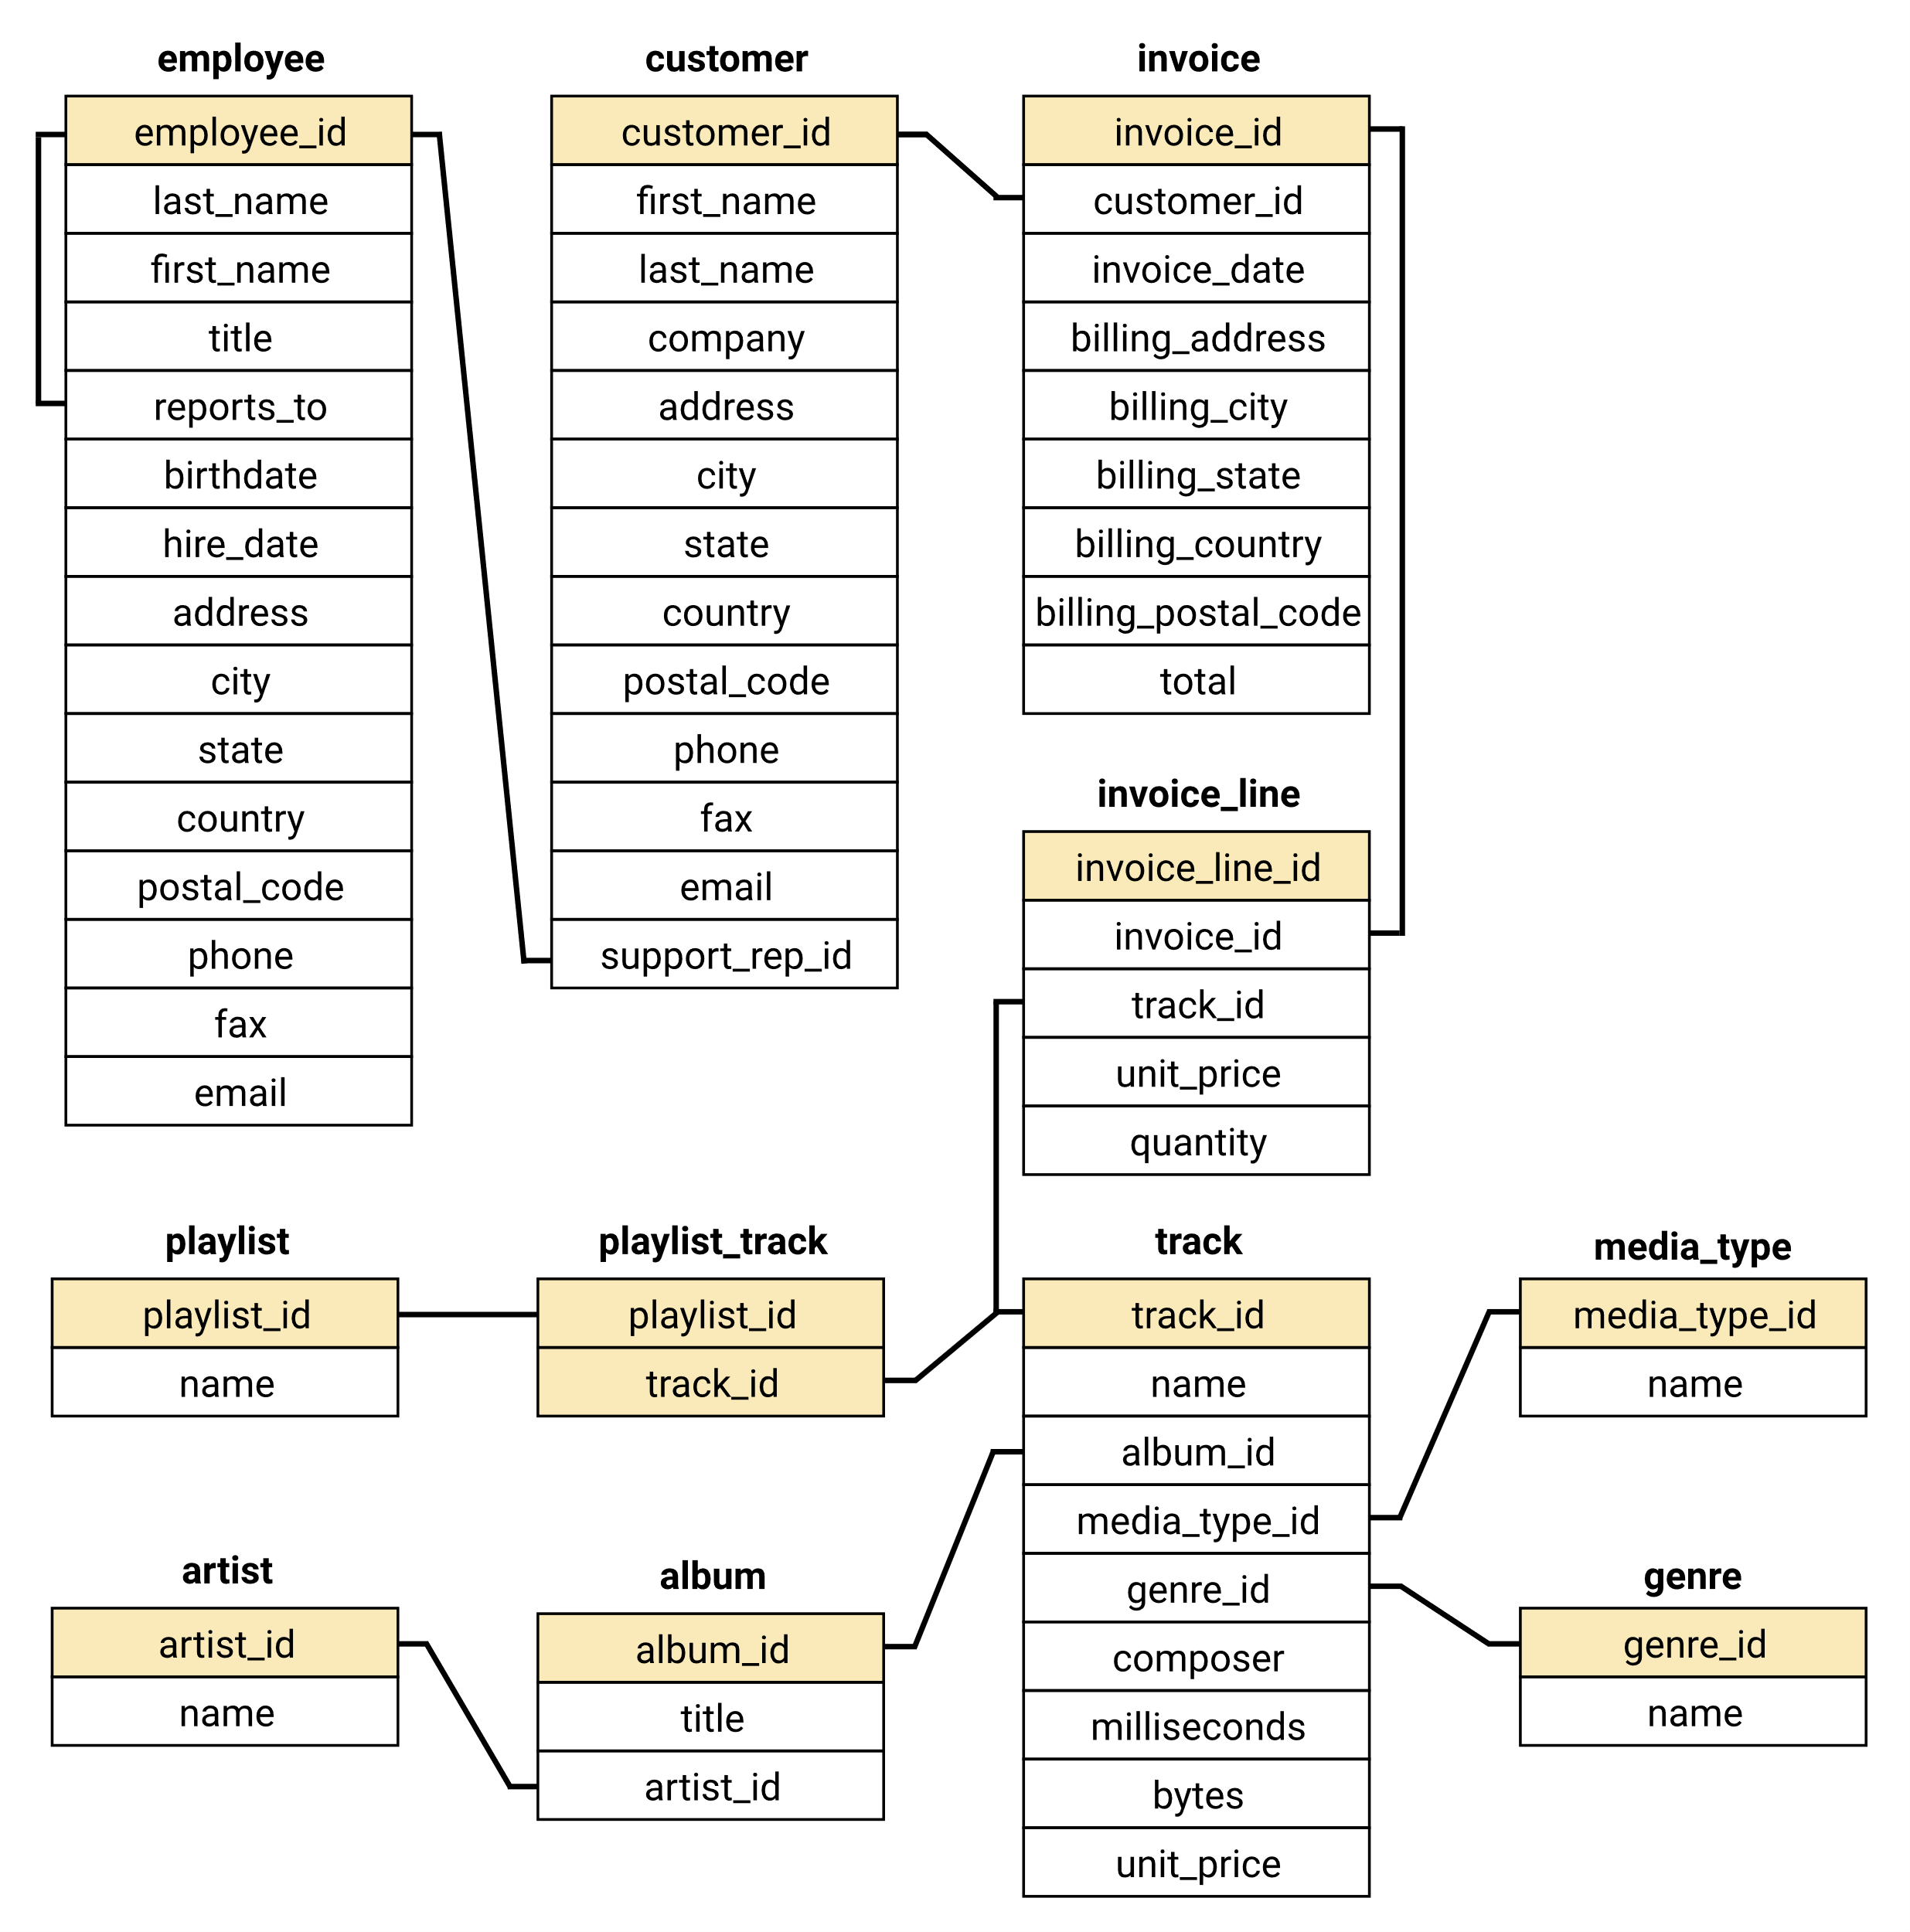 employee
employee_id
last_name
first_name
title
reports_to
birthdate
hire_date
address
city
state
country
postal_code
phone
fax
email
customer
customer_id
first_name
last_name
company
address
city
state
country
postal_code
phone
fax
email
support_rep_id
invoice
invoice_id
customer_id
invoice_date
billing_address
billing_city
billing_state
billing_country
billing_postal_code
total
invoice_line
invoice_line_id
invoice_id
track_id
unit_price
quantity
playlist
playlist_id
name
playlist_track
playlist_id
track_id
track
track_id
name
album_id
media_type_id
genre_id
composer
milliseconds
bytes
unit_price
media_type
media_type_id
name
artist
artist_id
name
album
album_id
title
artist_id
genre
genre_id
name